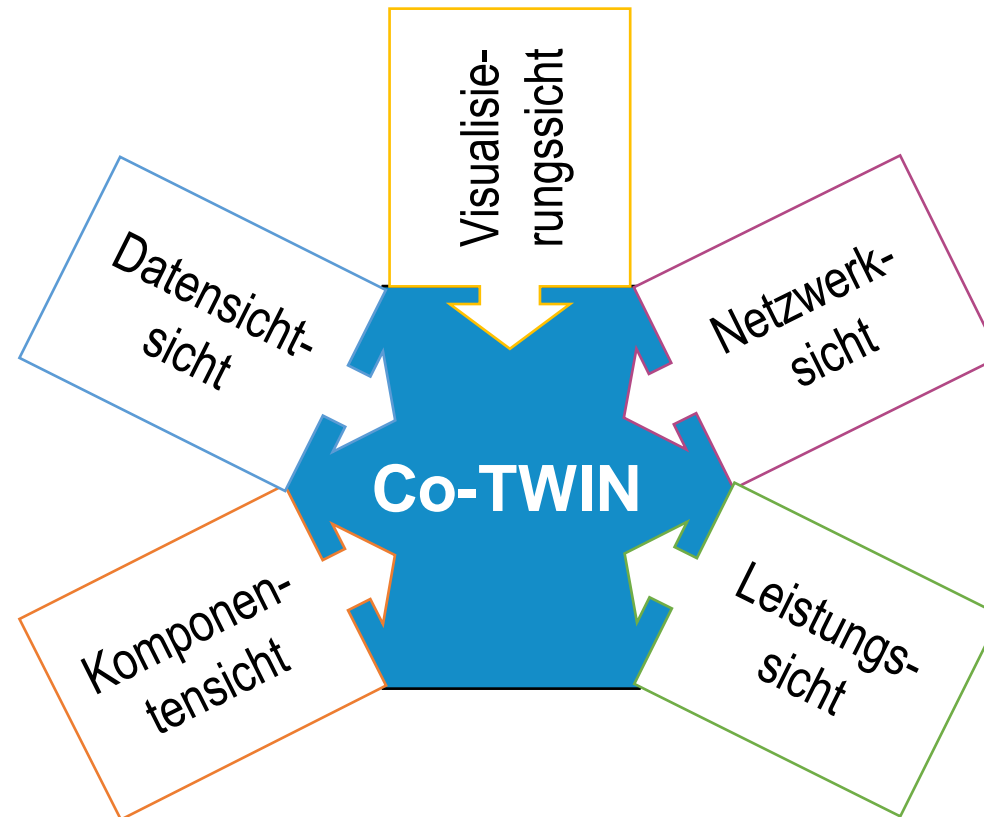 Visualisie-
rungssicht
Datensicht-
sicht
Netzwerk-
sicht
Co-TWIN
Komponen-
tensicht
Leistungs-
sicht